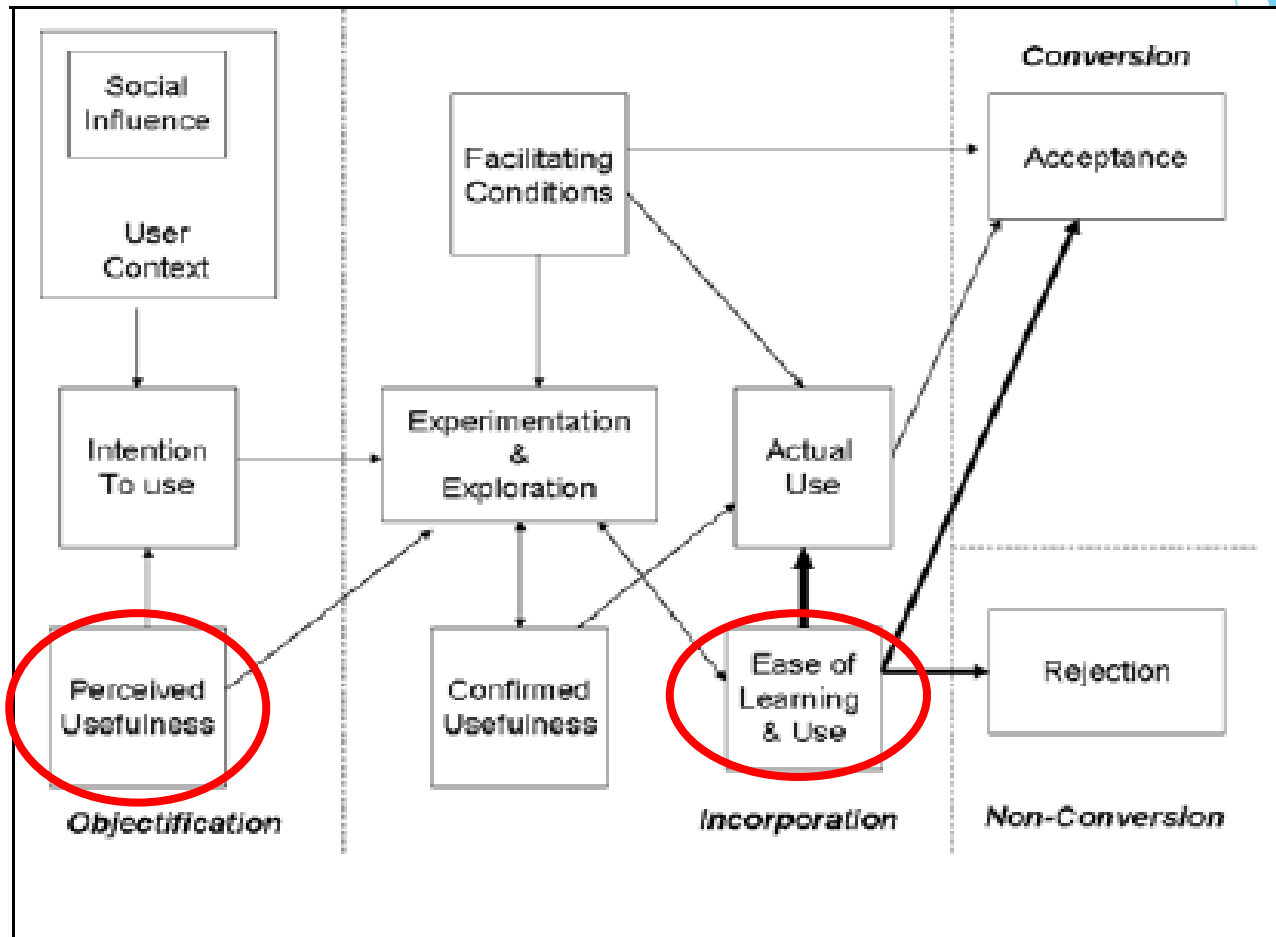 Social
Influence
User
Context
Intention
To use
Perceived
Usefulness
Objectification
Facilitating
Conditions
Experimentation
&
Exploration
Actual
Use
Confirmed
Usefulness
Ease of
Learning
& Use
Incorporation
Conversion
Acceptance
Rejection
Non-Conversion